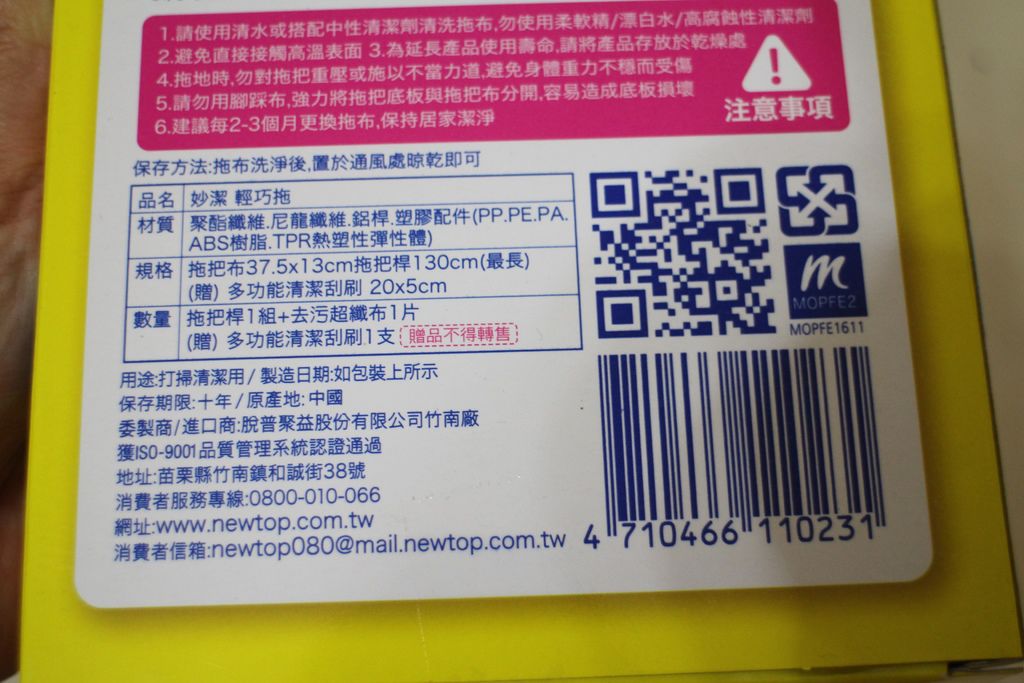 1.請使用清水或搭配中性清潔劑清洗拖布,勿使用柔軟精/漂白水/高腐蝕性清潔劑
2.避免直接接觸高溫表面 3.為延長產品使用壽命,請將產品存放於乾燥處
4.拖地時,勿對拖把重壓或施以不當力道,避免身體重力不穩而受傷
5.請勿用腳踩布,強力將拖把底板與拖把布分開,容易造成底板損壞
6.建議每2-3個月更換拖布,保持居家潔淨
注意事項
保存方法:拖布洗淨後,置於通風處晾乾即可
品名 妙潔 輕巧拖
材質 聚酯纖維.尼龍纖維.鋁桿.塑膠配件(PP.PE.PA.
ABS樹脂.TPR熱塑性彈性體)
規格 拖把布37.5x13cm拖把桿130cm(最長)
(贈) 多功能清潔刮刷 20x5cm
數量 拖把桿1組+去污超纖布1片
(贈) 多功能清潔刮刷1支 贈品不得轉售
m
MOPFE2
MOPFE1611
用途:打掃清潔用/製造日期:如包裝上所示
保存期限:十年/原產地:中國
委製商/進口商:脫普聚益股份有限公司竹南廠
獲ISO-9001品質管理系統認證通過
地址:苗栗縣竹南鎮和誠街38號
消費者服務專線:0800-010-066
網址:www.newtop.com.tw
消費者信箱:newtop080@mail.newtop.com.tw
4 710466 110231